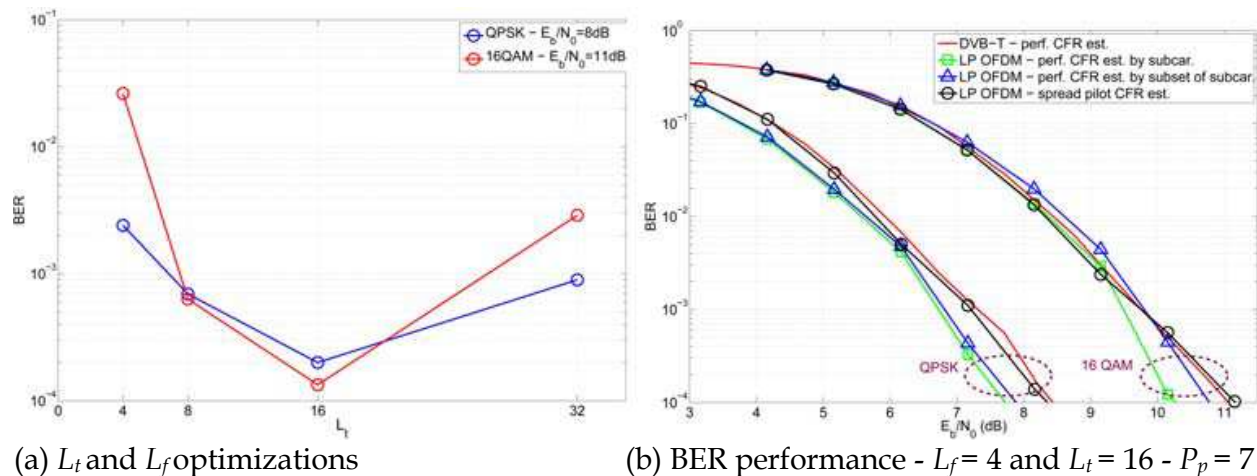 10^-1
10^-2
10^-3
10^-4
BER
0 4 8 16 32
L_t
QPSK − E_b/N_0=8dB
16QAM − E_b/N_0=11dB
(a) L_t and L_f optimizations
10^0
10^-1
10^-2
10^-3
10^-4
BER
DVB−T − perf. CFR est.
LP OFDM − perf. CFR est. by subcar.
LP OFDM − perf. CFR est. by subset of subcar.
LP OFDM − spread pilot CFR est.
QPSK
16 QAM
3 4 5 6 7 8 9 10 11
E_b/N_0 (dB)
(b) BER performance - L_f = 4 and L_t = 16 - P_p = 7